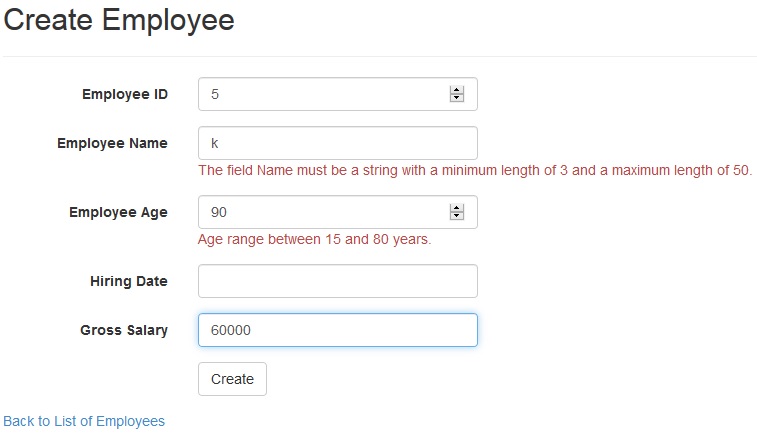 Create Employee
Employee ID 5
Employee Name k
The field Name must be a string with a minimum length of 3 and a maximum length of 50.
Employee Age 90
Age range between 15 and 80 years.
Hiring Date
Gross Salary 60000
Create
Back to List of Employees